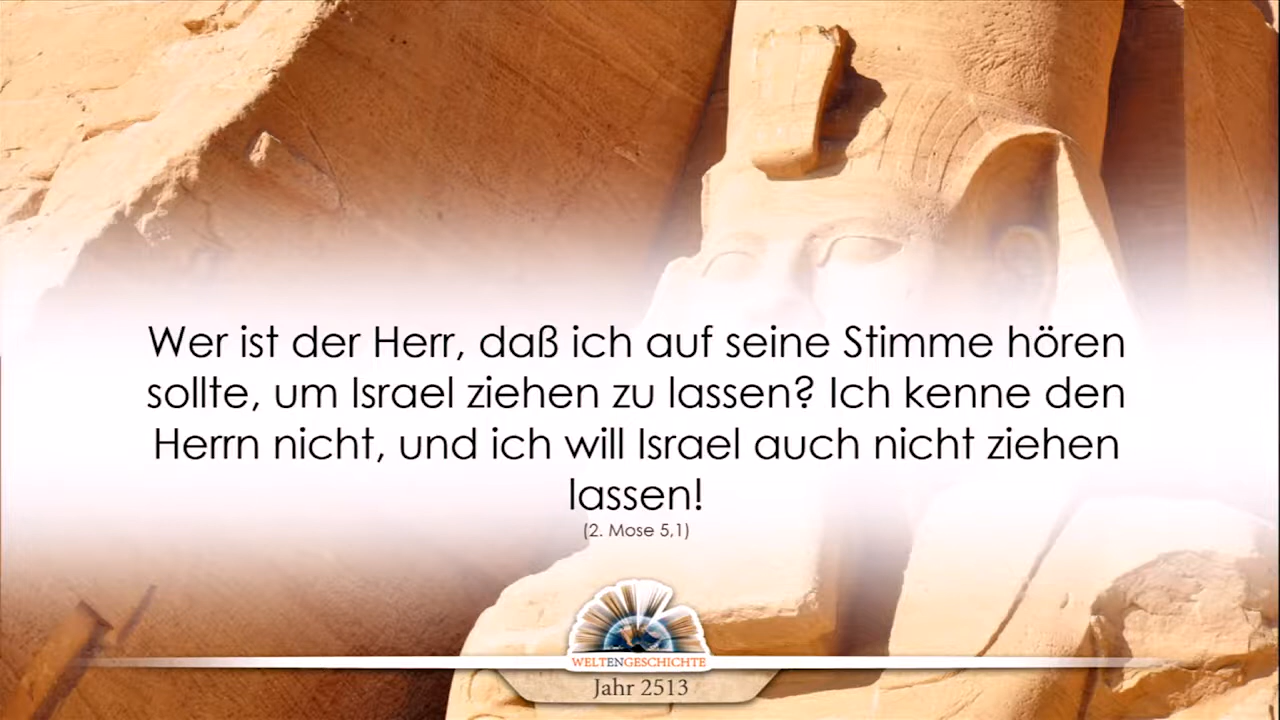 Wer ist der Herr, daß ich auf seine Stimme hören
sollte, um Israel ziehen zu lassen? Ich kenne den
Herrn nicht, und ich will Israel auch nicht ziehen
lassen!
(2. Mose 5,1)
WELTENGESCHICHTE
Jahr 2513